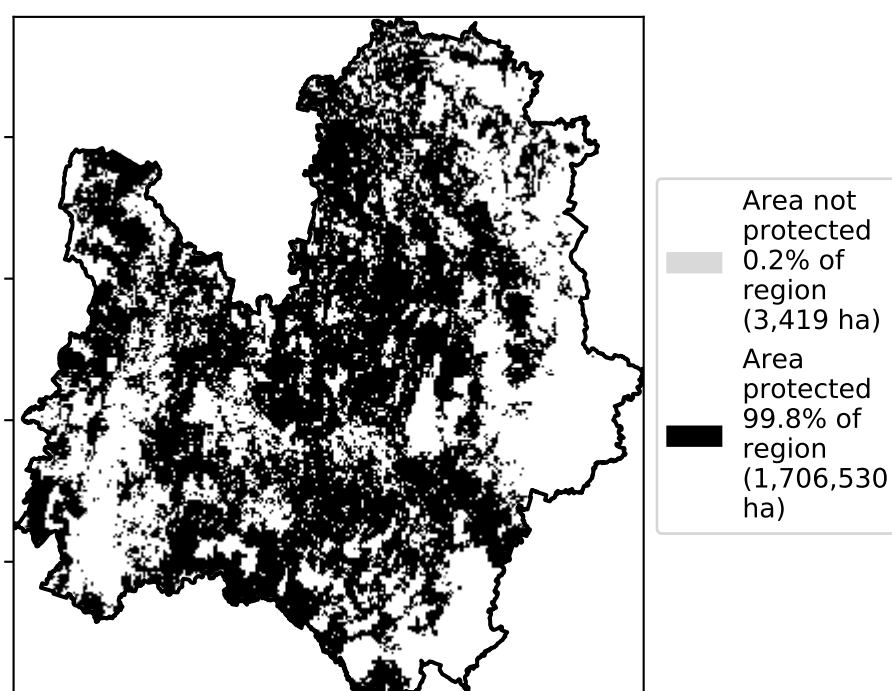 Area not
protected
0.2% of
region
(3,419 ha)
Area
protected
99.8% of
region
(1,706,530
ha)